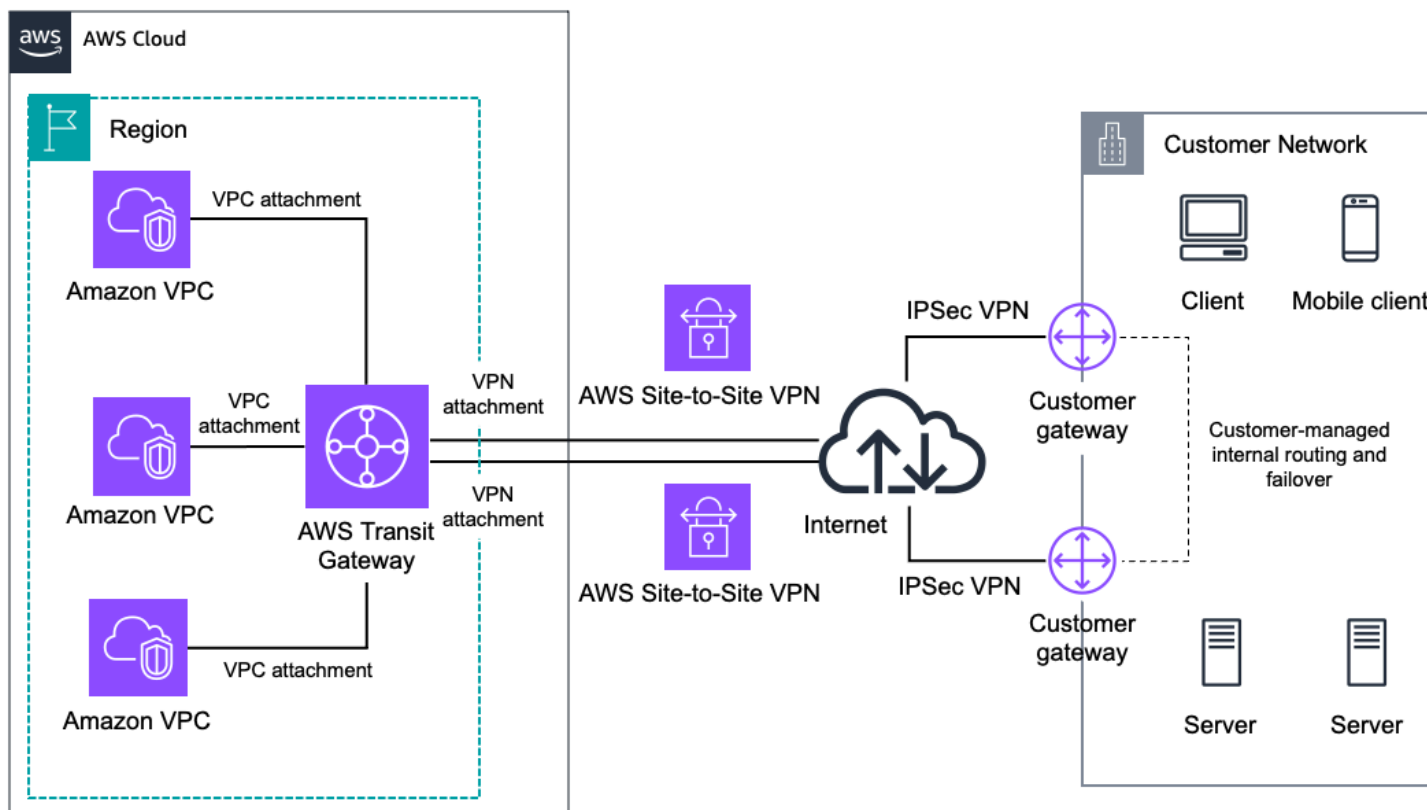 aws
AWS Cloud
Region
VPC attachment
Amazon VPC
VPC
attachment
Amazon VPC
VPC attachment
Amazon VPC
AWS Transit
Gateway
VPN
attachment
VPN
attachment
AWS Site-to-Site VPN
AWS Site-to-Site VPN
Internet
IPSec VPN
IPSec VPN
Customer Network
Client
Mobile client
Customer
gateway
Customer-managed
internal routing and
failover
Customer
gateway
Server
Server